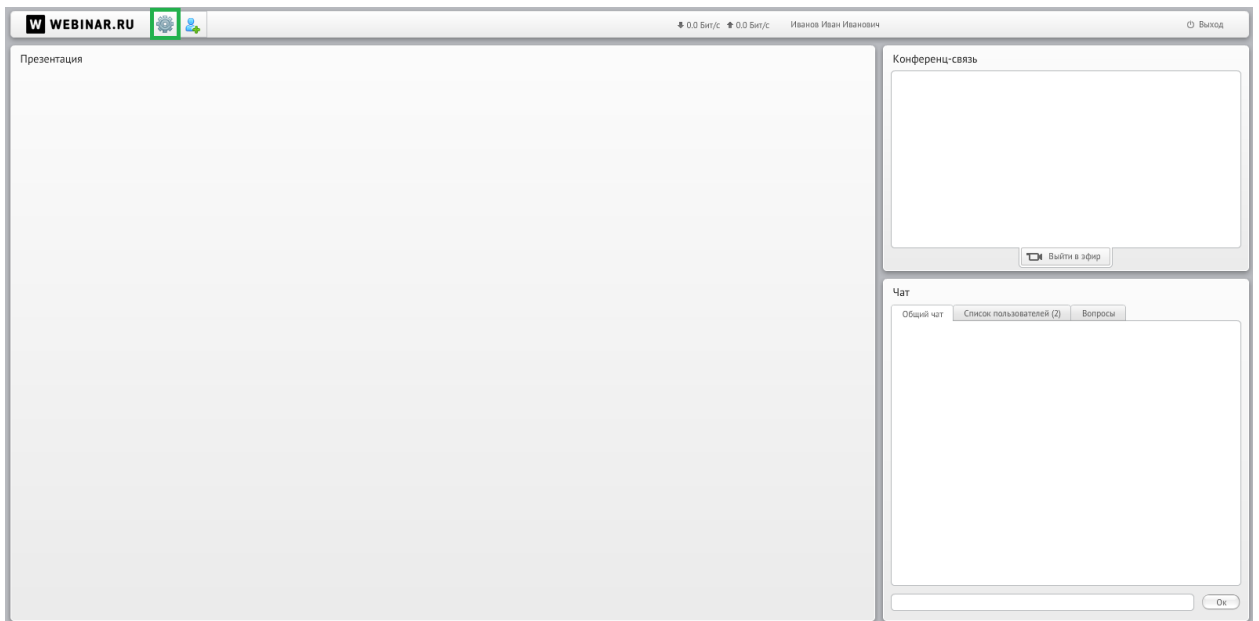 W WEBINAR.RU 0.0 Бит/с 0.0 Бит/с Иванов Иван Иванович Выход
Презентация
Конференц-связь
Выйти в эфир
Чат
Общий чат Список пользователей (2) Вопросы
Ок